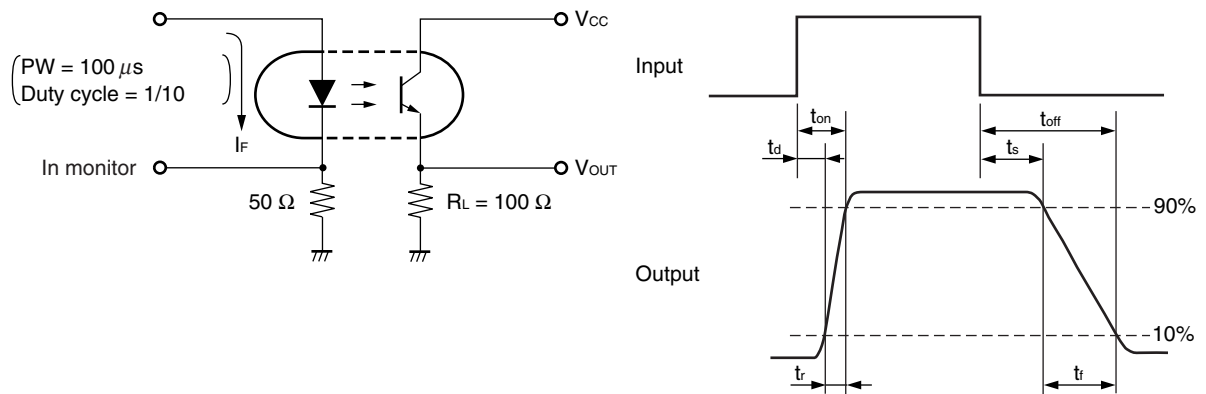 VCC
PW = 100 μs
Duty cycle = 1/10
IF
In monitor
VOUT
50 Ω
RL = 100 Ω
Input
ton
toff
td
ts
90%
Output
10%
tr
tf